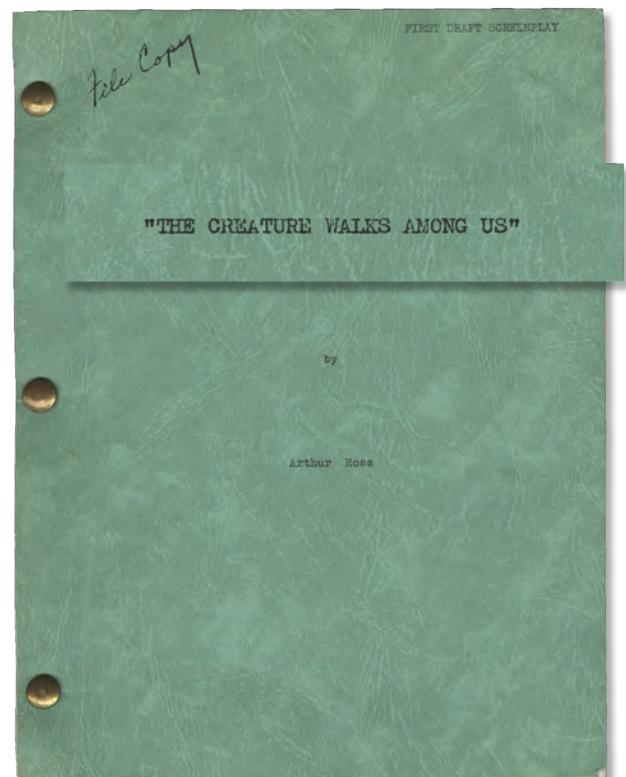 FIRST DRAFT SCREENPLAY
File Copy
"THE CREATURE WALKS AMONG US"
by
Arthur Ross